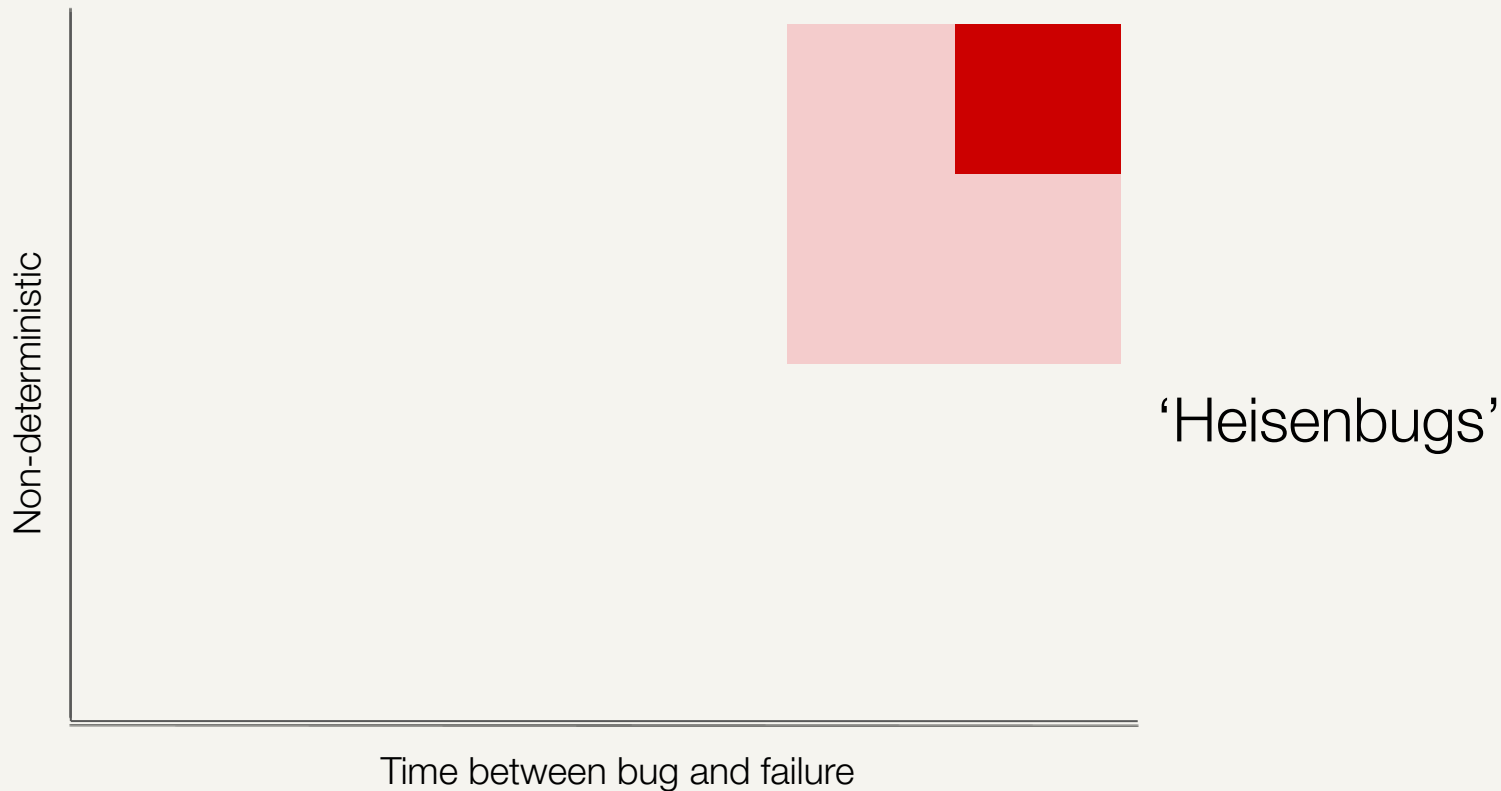 Non-deterministic
‘Heisenbugs’
Time between bug and failure